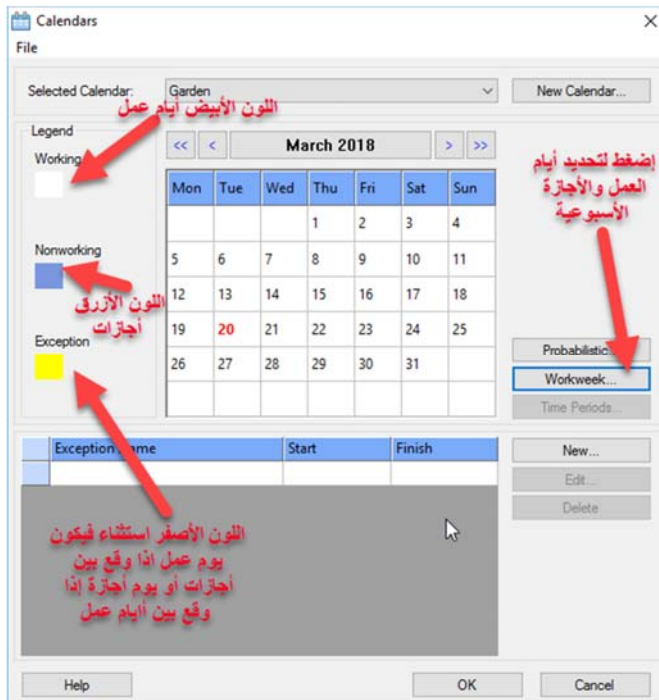 Calendars
File
Selected Calendar:
Garden
New Calendar...
اللون الأبيض أيام عمل
Legend
Working
<<
<
March 2018
>
>>
إضغط لتحديد أيام
العمل والأجازة
الأسبوعية
Mon Tue Wed Thu Fri Sat Sun
1 2 3 4
5 6 7 8 9 10 11
12 13 14 15 16 17 18
19 20 21 22 23 24 25
26 27 28 29 30 31
Nonworking
اللون الأزرق
أجازات
Exception
Probabilistic...
Workweek...
Time Periods...
Exception Name Start Finish
New...
Edit...
Delete
اللون الأصفر استثناء فيكون
يوم عمل اذا وقع بين
أجازات أو يوم أجازة إذا
وقع بين أايام عمل
Help
OK
Cancel